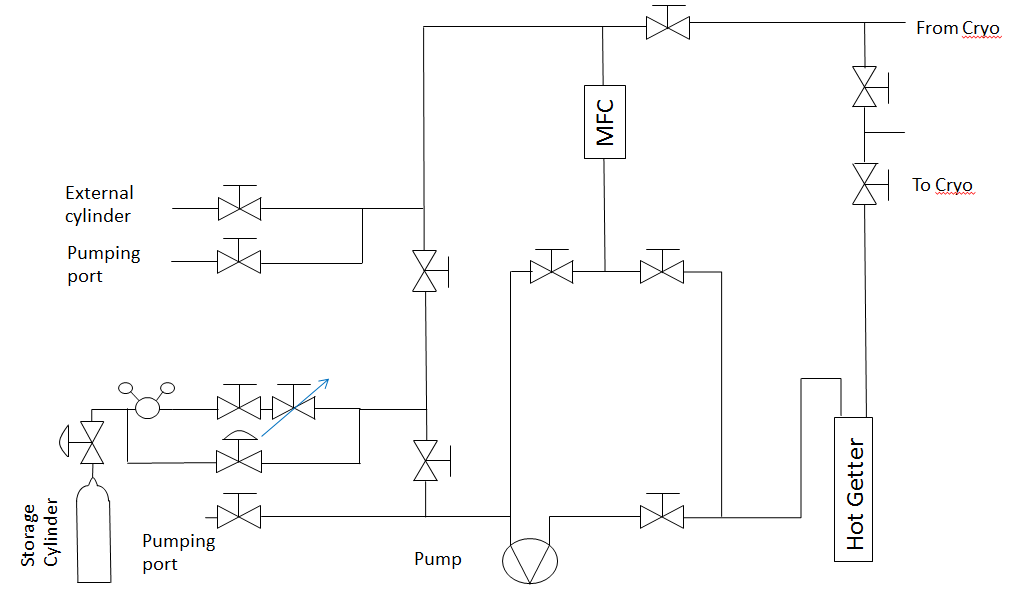 From Cryo
MFC
External
cylinder
To Cryo
Pumping
port
Storage
Cylinder
Pumping
port
Pump
Hot Getter